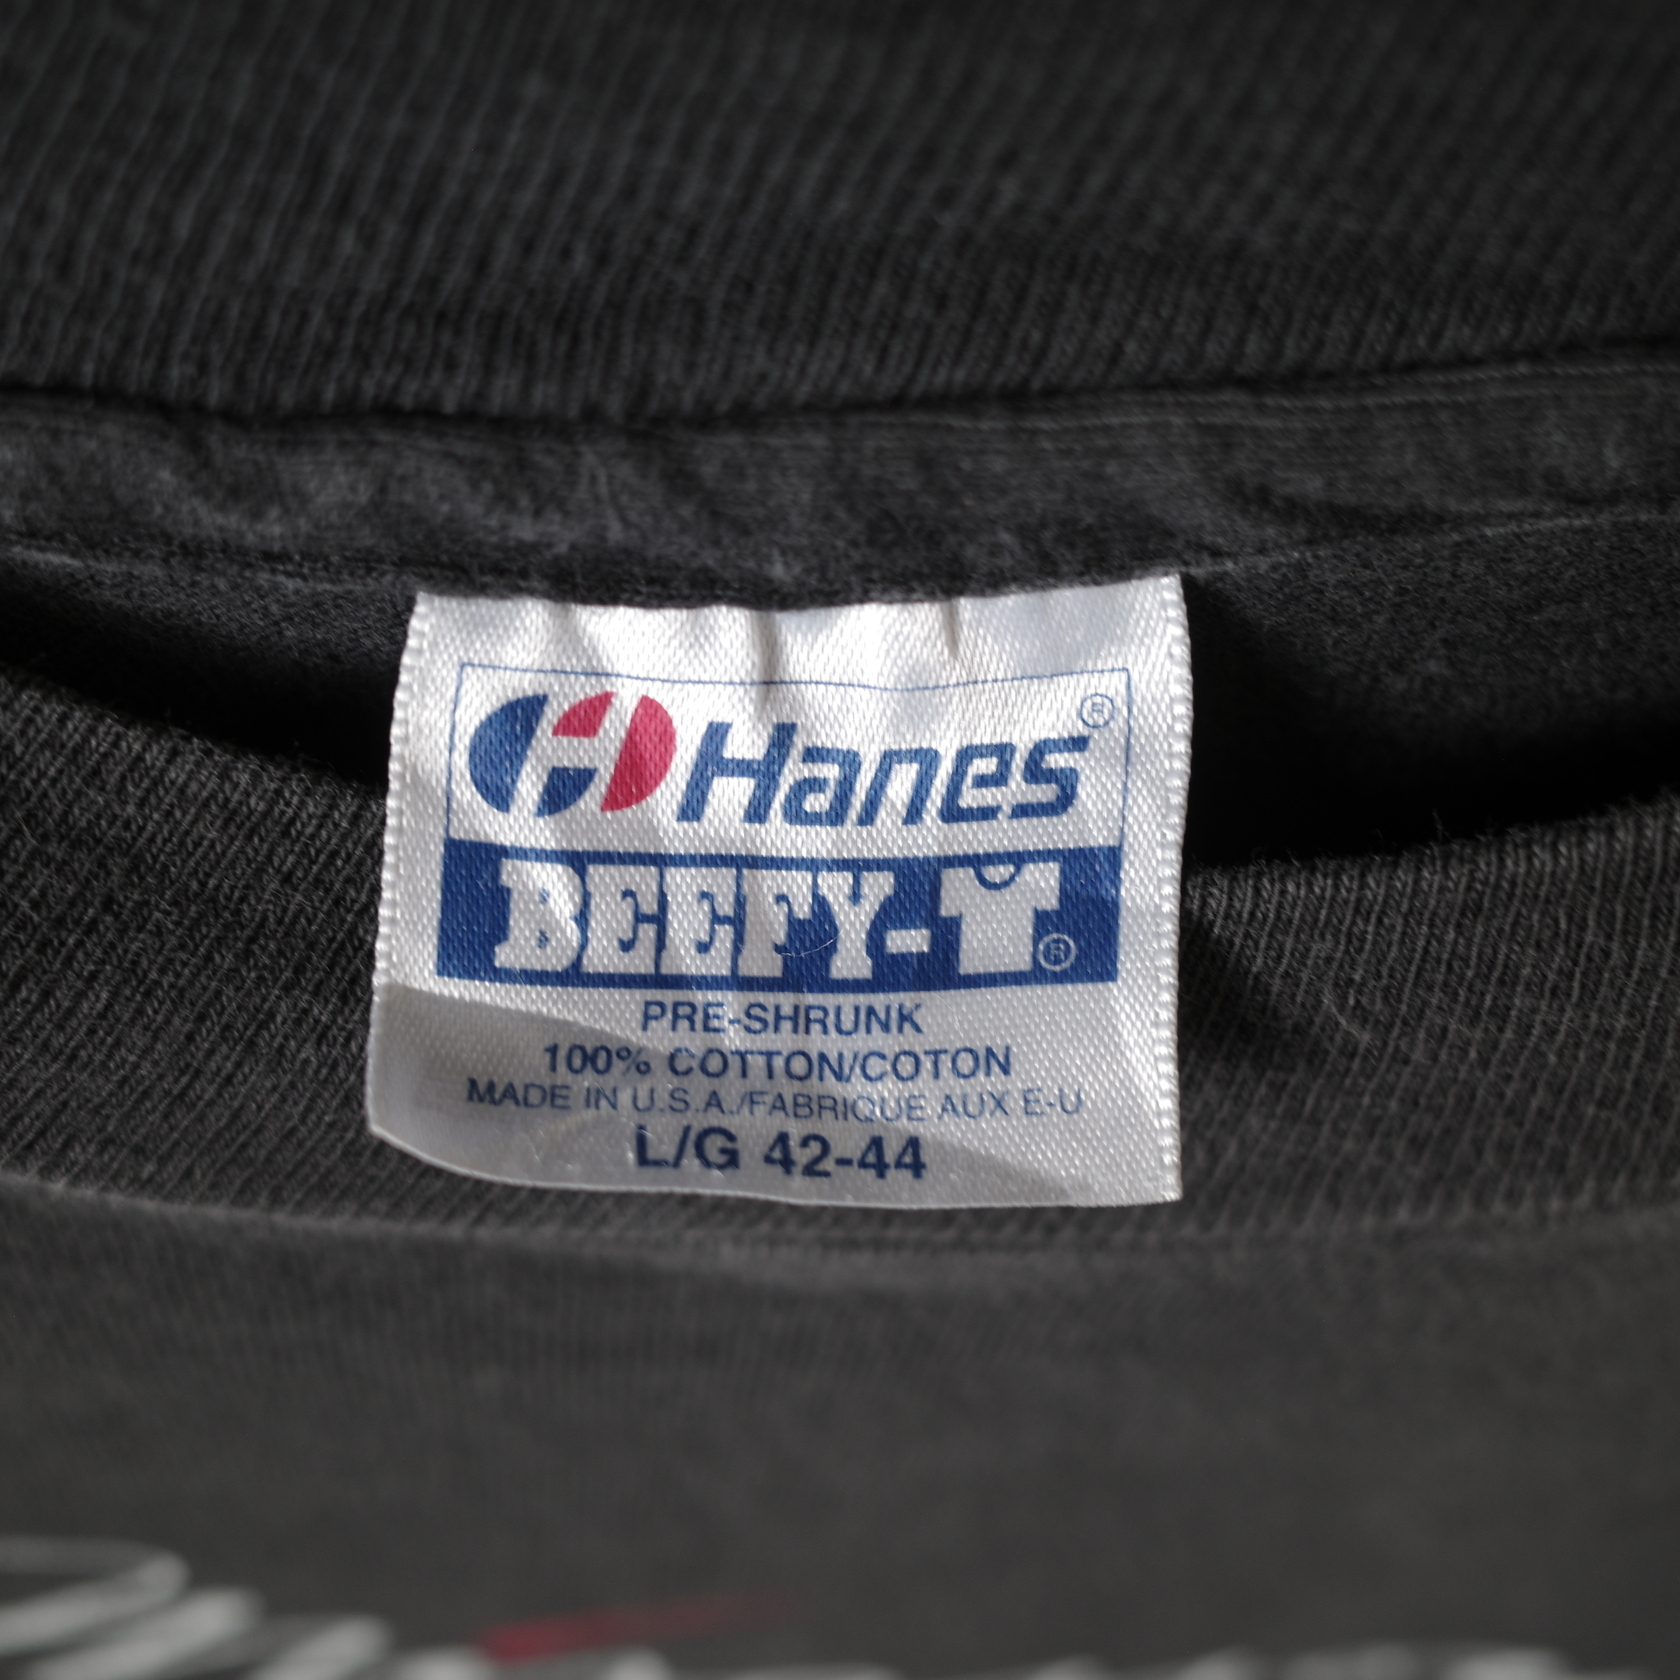 Hanes®
BEEFY-T®
PRE-SHRUNK
100% COTTON/COTON
MADE IN U.S.A./FABRIQUE AUX E-U
L/G 42-44